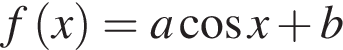 f (x) = a cos x + b